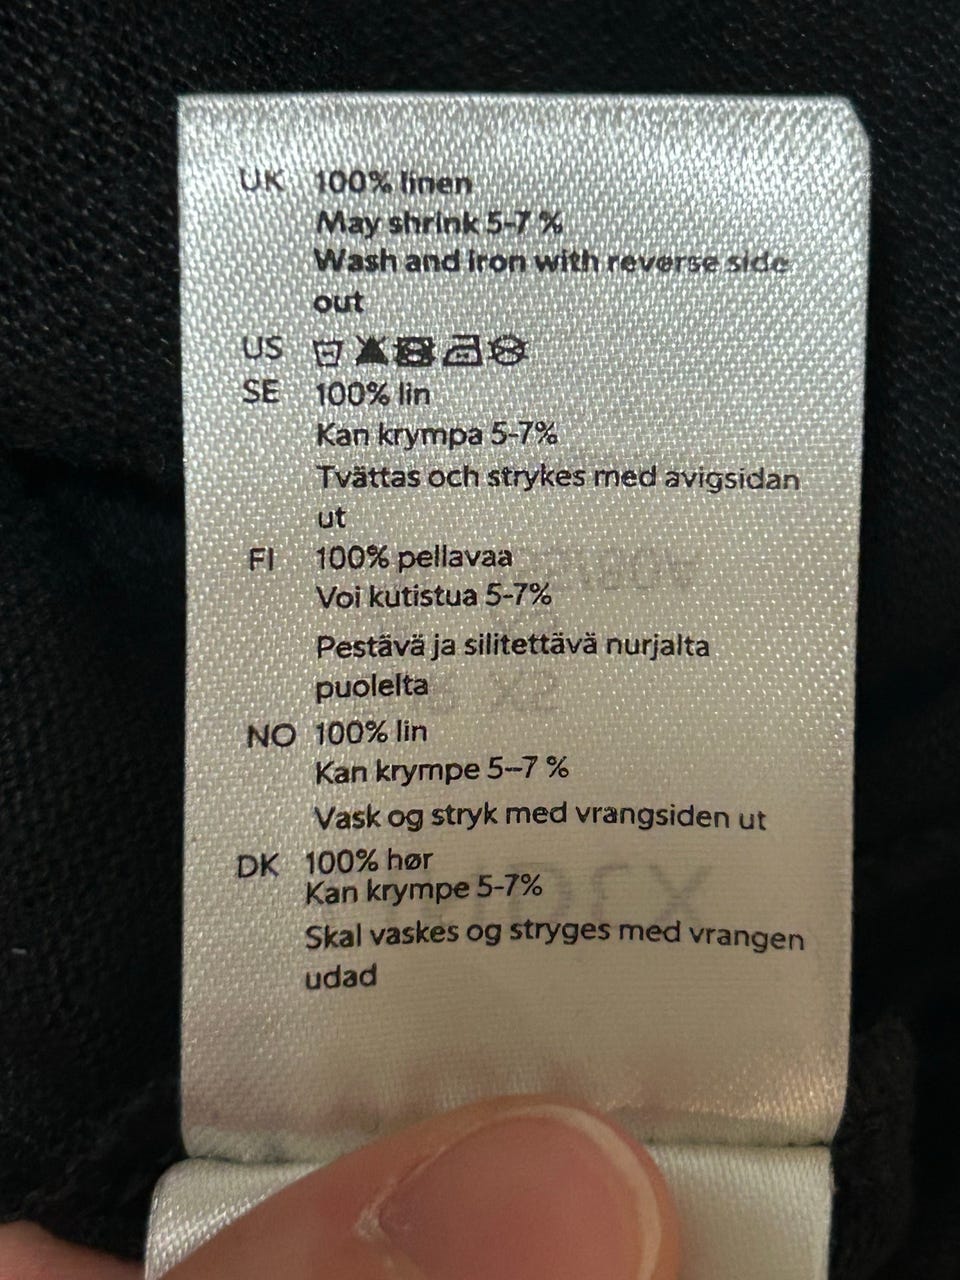 UK 100% linen
May shrink 5-7 %
Wash and iron with reverse side
out
US
SE 100% lin
Kan krympa 5-7%
Tvättas och strykes med avigsidan
ut
FI 100% pellavaa
Voi kutistua 5-7%
Pestävä ja silitettävä nurjalta
puolelta
NO 100% lin
Kan krympe 5–7 %
Vask og stryk med vrangsiden ut
DK 100% hør
Kan krympe 5-7%
Skal vaskes og stryges med vrangen
udad